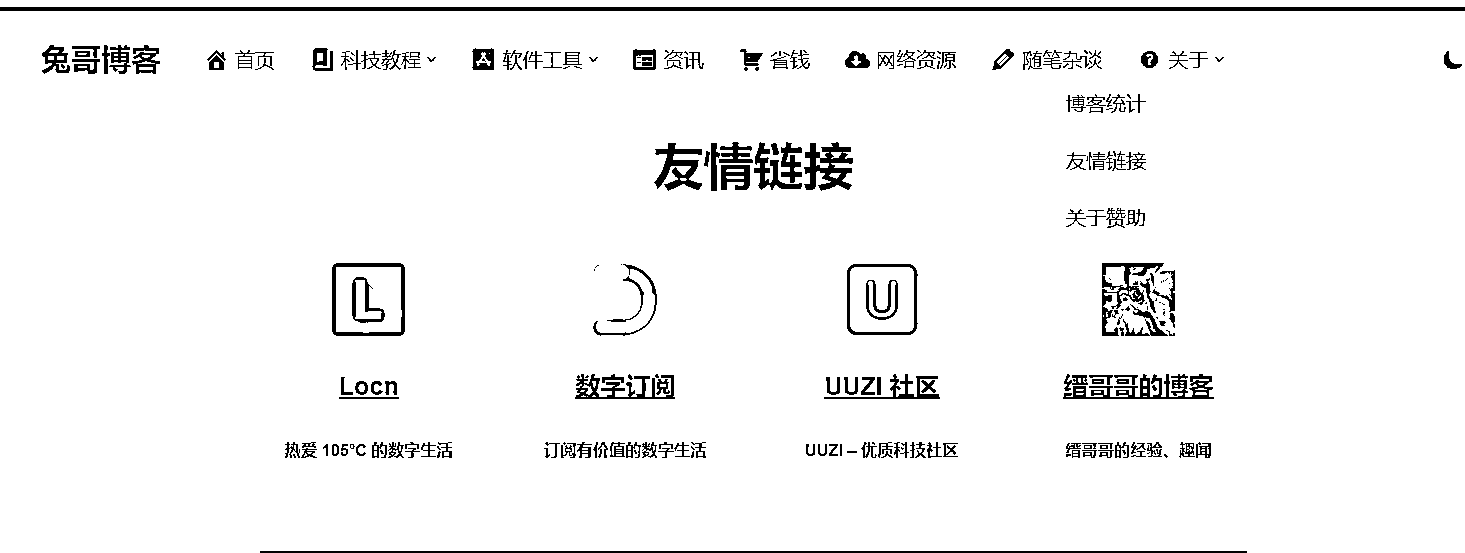 兔哥博客 首页 科技教程 软件工具 资讯 省钱 网络资源 随笔杂谈 关于
博客统计
友情链接
关于赞助
友情链接
L U
Locn 数字订阅 UUZI 社区 缙哥哥的博客
热爱 105°C 的数字生活 订阅有价值的数字生活 UUZI – 优质科技社区 缙哥哥的经验、趣闻